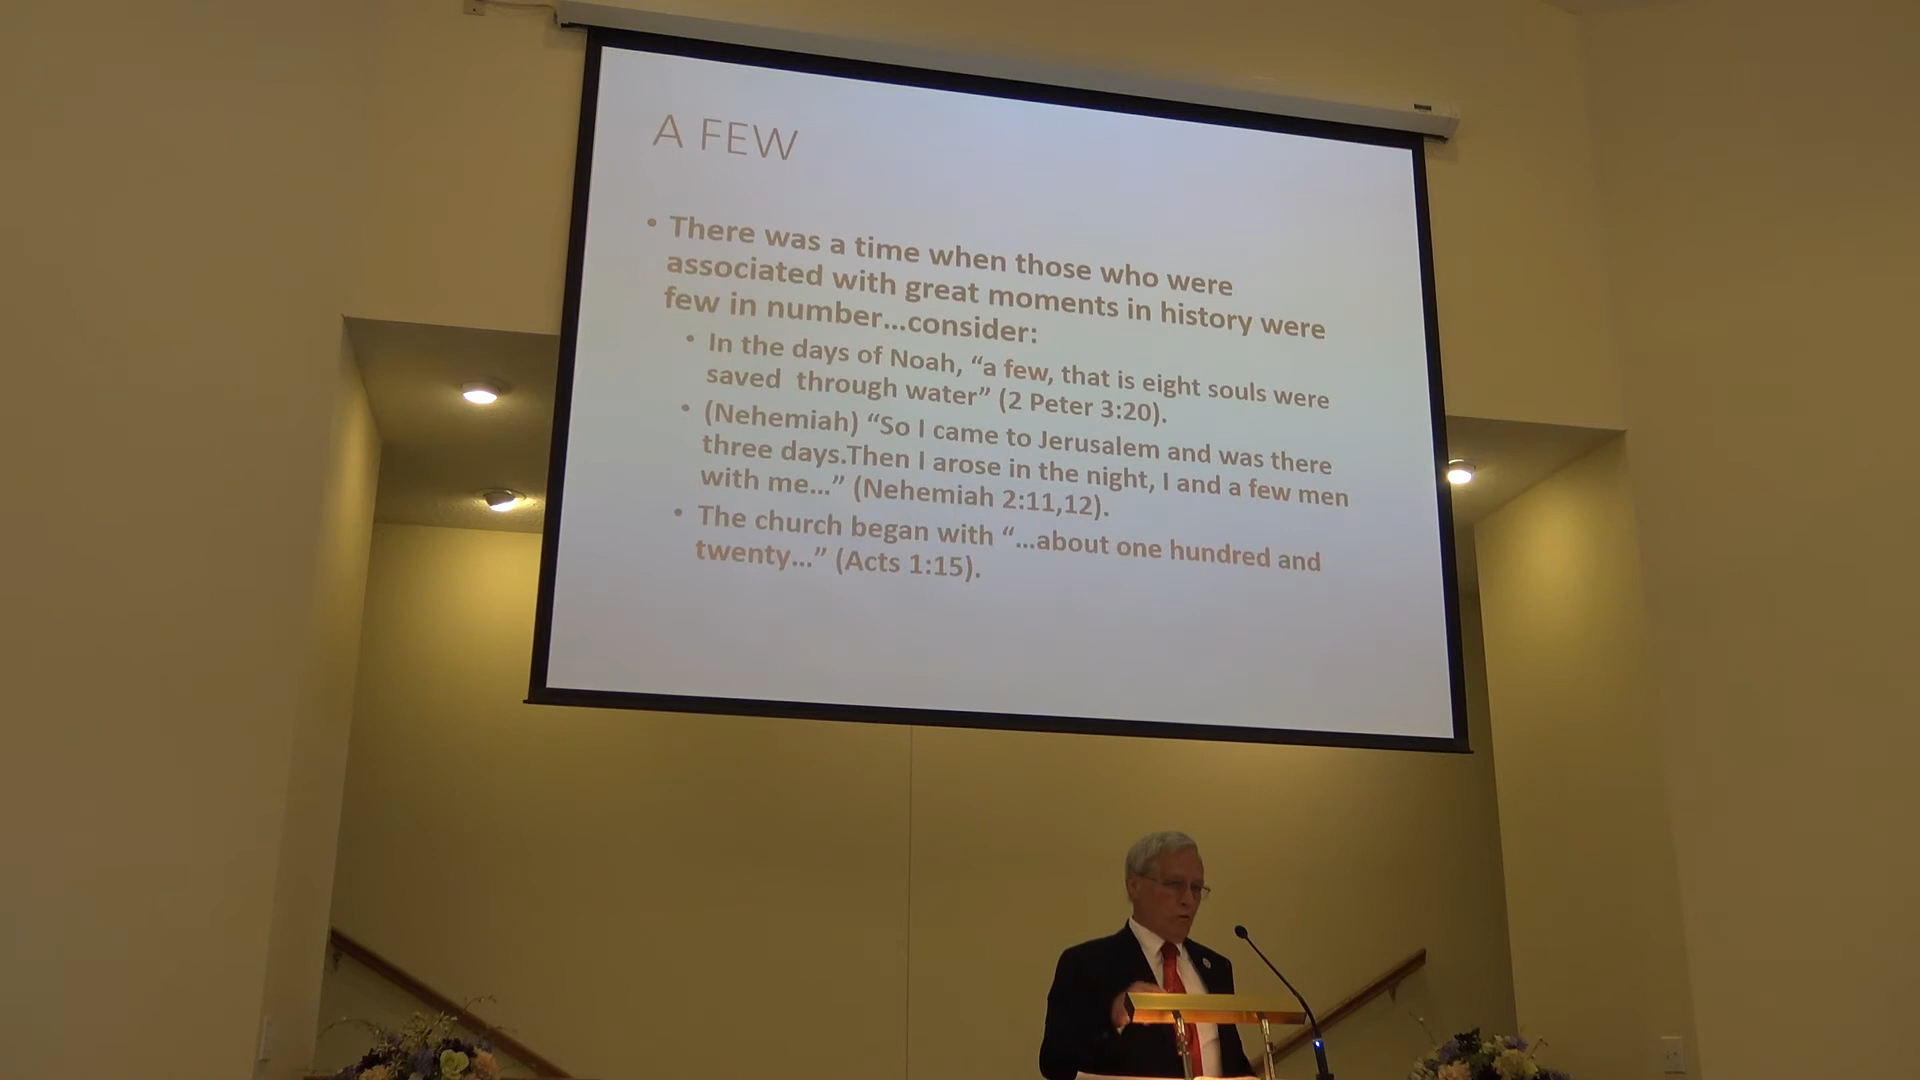 A FEW
• There was a time when those who were
associated with great moments in history were
few in number...consider:
• In the days of Noah, “a few, that is eight souls were
saved  through water” (2 Peter 3:20).
• (Nehemiah) “So I came to Jerusalem and was there
three days.Then I arose in the night, I and a few men
with me...” (Nehemiah 2:11,12).
• The church began with “...about one hundred and
twenty...” (Acts 1:15).